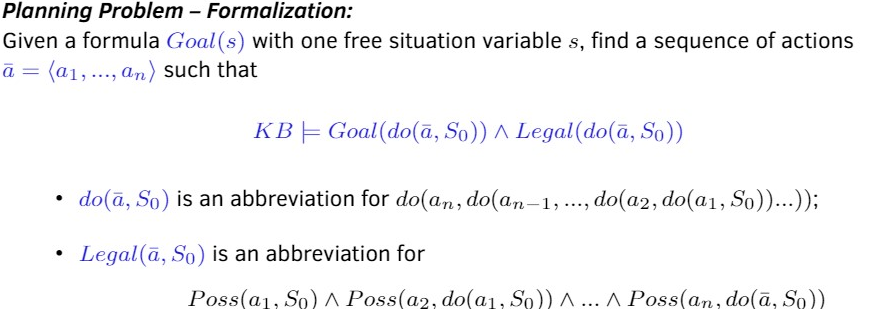 Planning Problem – Formalization:
Given a formula Goal(s) with one free situation variable s, find a sequence of actions
ā = ⟨a₁, ..., aₙ⟩ such that
KB ⊨ Goal(do(ā, S₀)) ∧ Legal(do(ā, S₀))
• do(ā, S₀) is an abbreviation for do(aₙ, do(aₙ₋₁, ..., do(a₂, do(a₁, S₀))...));
• Legal(ā, S₀) is an abbreviation for
Poss(a₁, S₀) ∧ Poss(a₂, do(a₁, S₀)) ∧ ... ∧ Poss(aₙ, do(ā, S₀))